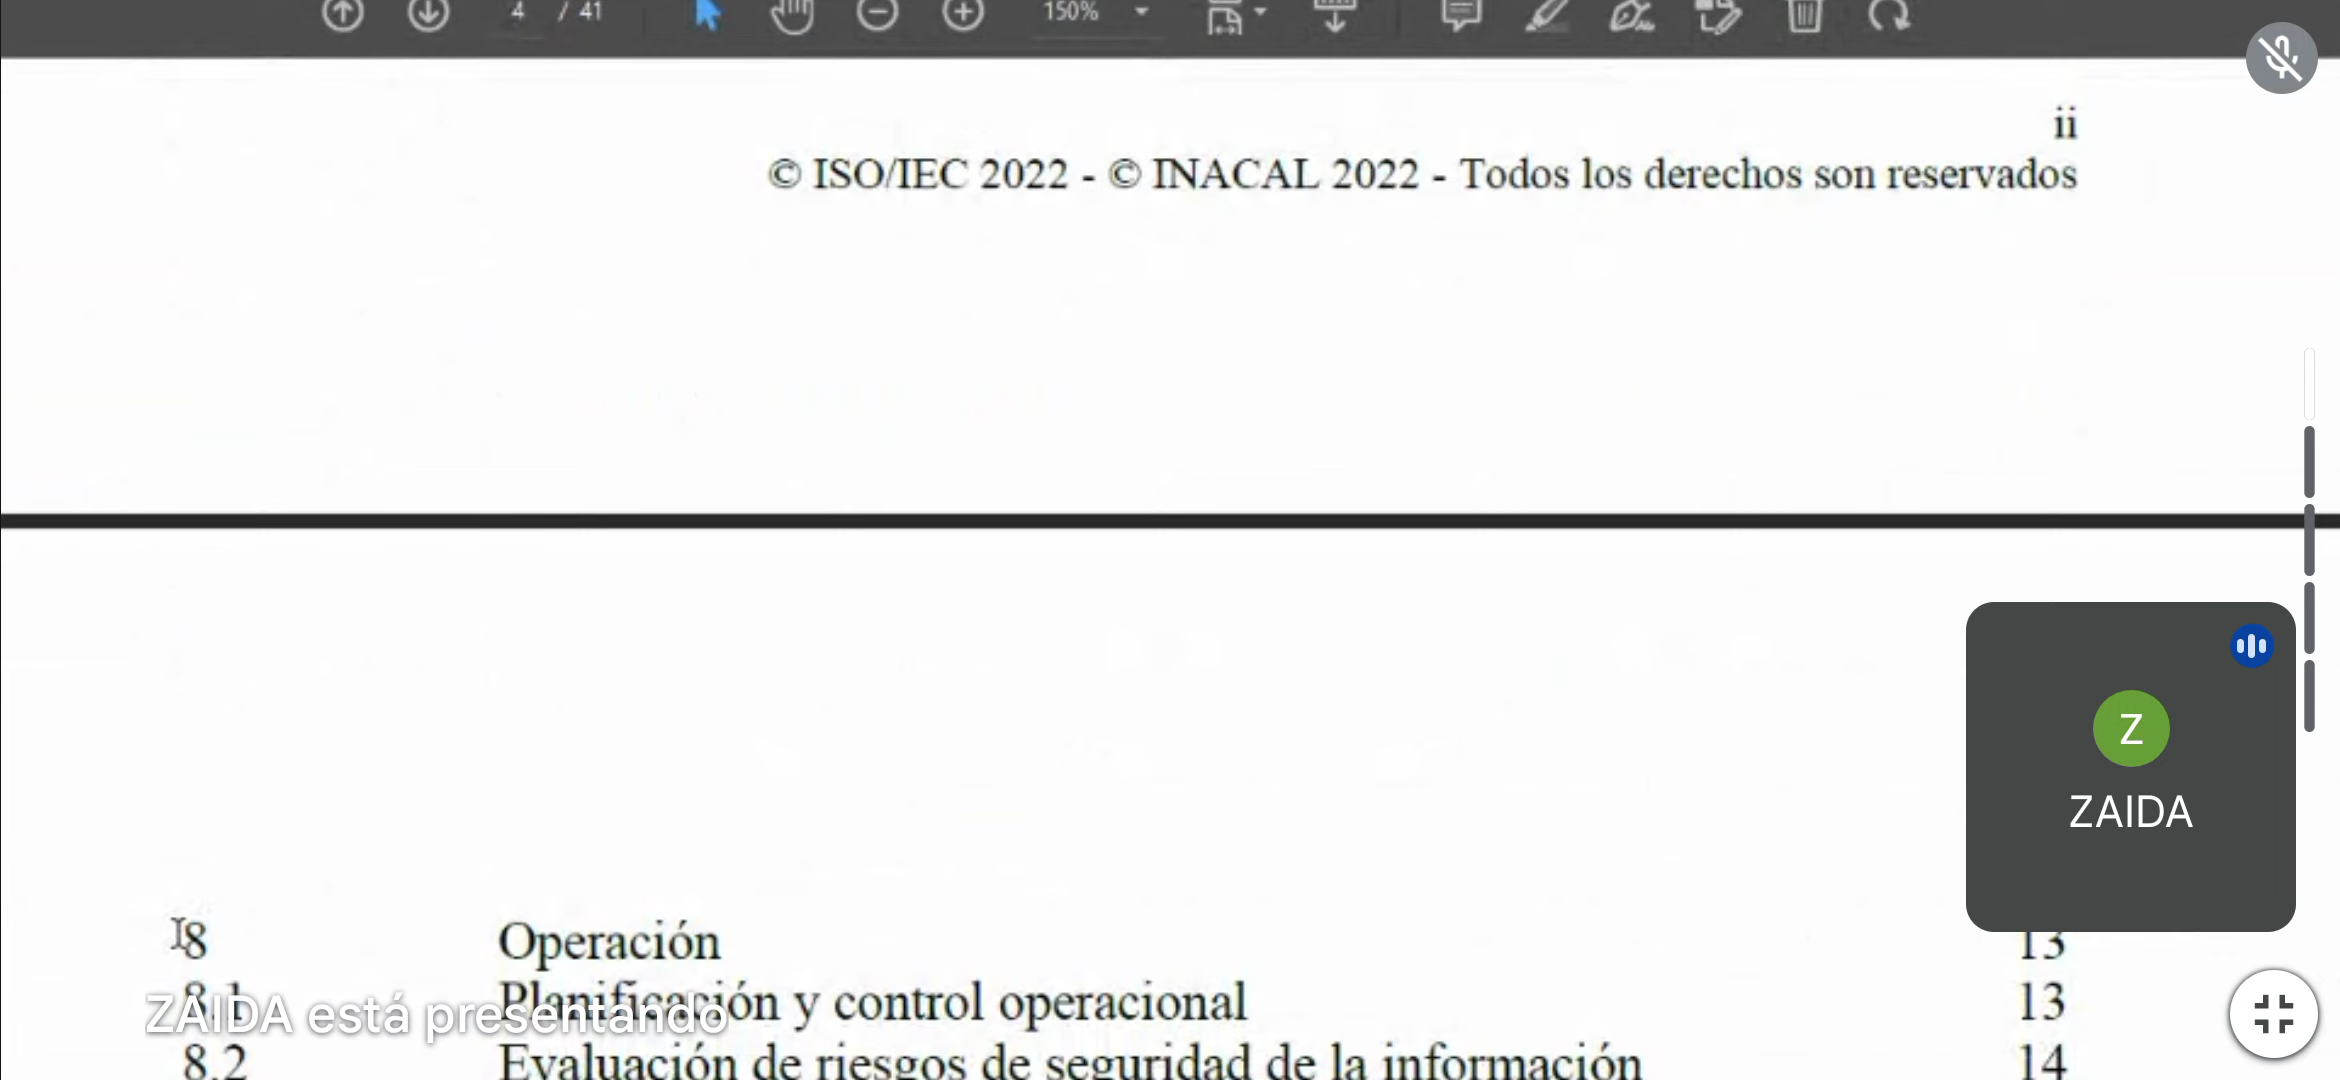 4 / 41
150%
ii
© ISO/IEC 2022 - © INACAL 2022 - Todos los derechos son reservados
Z
ZAIDA
8 Operación 13
8.1 Planificación y control operacional 13
ZAIDA está presentando
8.2 Evaluación de riesgos de seguridad de la información 14